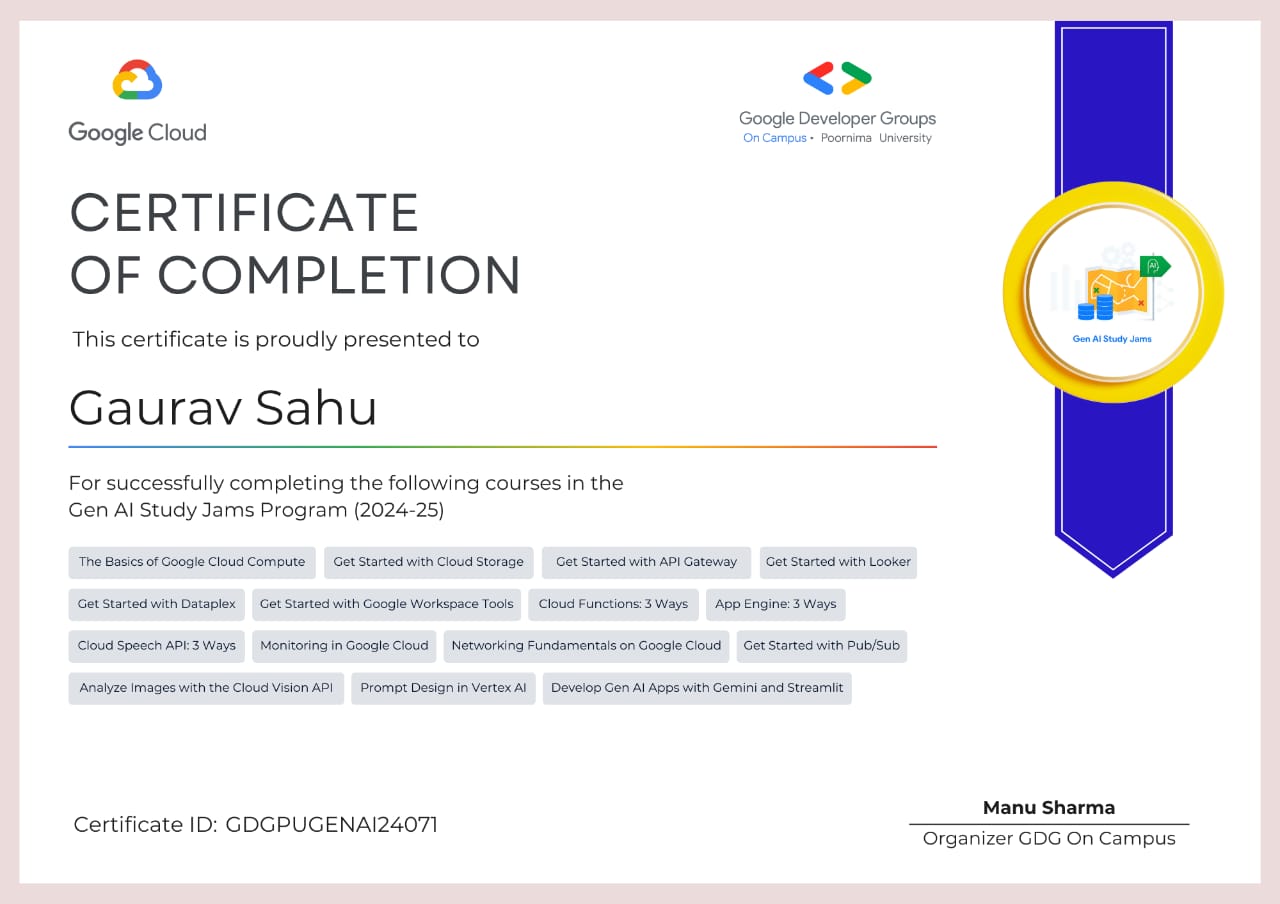 Google Cloud
Google Developer Groups
On Campus • Poornima University
CERTIFICATE
OF COMPLETION
This certificate is proudly presented to
Gaurav Sahu
AI
Gen AI Study Jams
For successfully completing the following courses in the
Gen AI Study Jams Program (2024-25)
The Basics of Google Cloud Compute
Get Started with Cloud Storage
Get Started with API Gateway
Get Started with Looker
Get Started with Dataplex
Get Started with Google Workspace Tools
Cloud Functions: 3 Ways
App Engine: 3 Ways
Cloud Speech API: 3 Ways
Monitoring in Google Cloud
Networking Fundamentals on Google Cloud
Get Started with Pub/Sub
Analyze Images with the Cloud Vision API
Prompt Design in Vertex AI
Develop Gen AI Apps with Gemini and Streamlit
Certificate ID: GDGPUGENAI24071
Manu Sharma
Organizer GDG On Campus